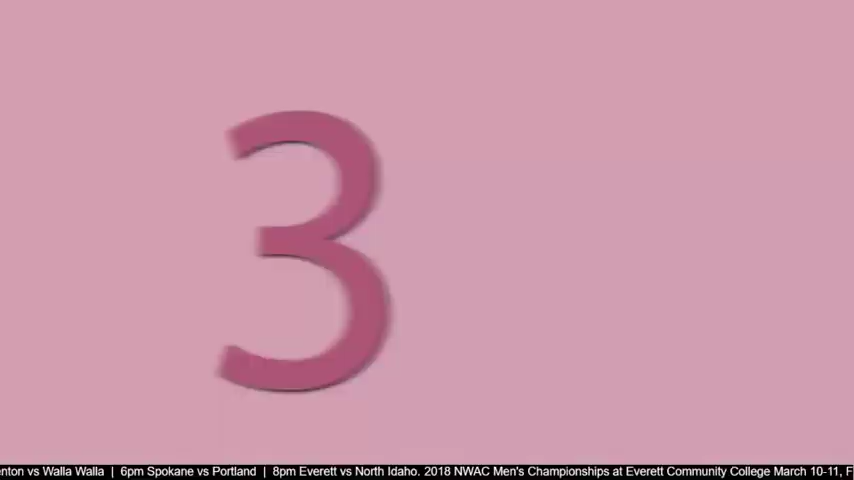 3
vs Walla Walla | 6pm Spokane vs Portland | 8pm Everett vs North Idaho. 2018 NWAC Men's Championships at Everett Community College March 10-11,